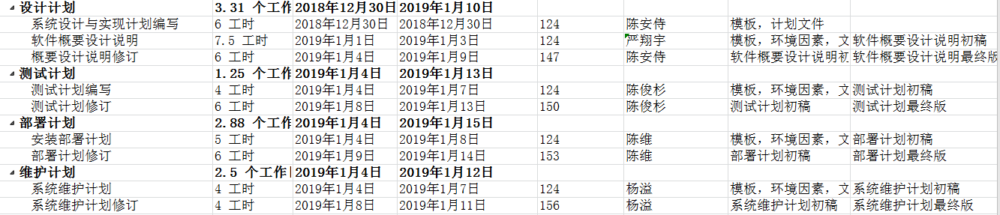 设计计划 3.31 个工作 2018年12月30日 2019年1月10日
系统设计与实现计划编写 6 工时 2018年12月30日 2018年12月30日 124 陈安侍 模板，计划文件
软件概要设计说明 7.5 工时 2019年1月1日 2019年1月3日 124 严翔宇 模板，环境因素，文 软件概要设计说明初稿
概要设计说明修订 6 工时 2019年1月4日 2019年1月9日 147 陈安侍 软件概要设计说明初 软件概要设计说明最终版
测试计划 1.25 个工作 2019年1月4日 2019年1月13日
测试计划编写 4 工时 2019年1月4日 2019年1月7日 124 陈俊杉 模板，环境因素，文 测试计划初稿
测试计划修订 6 工时 2019年1月8日 2019年1月13日 150 陈俊杉 测试计划初稿 测试计划最终版
部署计划 2.88 个工作 2019年1月4日 2019年1月15日
安装部署计划 5 工时 2019年1月4日 2019年1月8日 124 陈维 模板，环境因素，文 部署计划初稿
部署计划修订 6 工时 2019年1月9日 2019年1月14日 153 陈维 部署计划初稿 部署计划最终版
维护计划 2.5 个工作 2019年1月4日 2019年1月12日
系统维护计划 4 工时 2019年1月4日 2019年1月7日 124 杨溢 模板，环境因素，文 系统维护计划初稿
系统维护计划修订 4 工时 2019年1月8日 2019年1月11日 156 杨溢 系统维护计划初稿 系统维护计划最终版